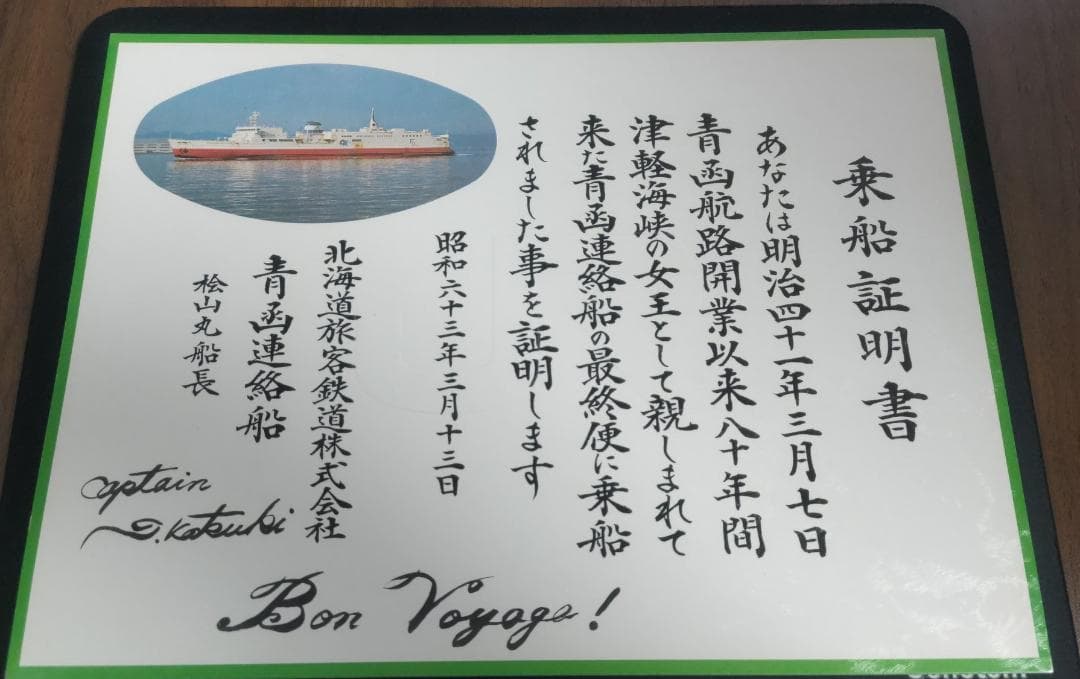 乗船証明書
あなたは明治四十一年三月七日
青函航路開業以来八十年間
津軽海峡の女王として親しまれて
来た青函連絡船の最終便に乗船
されました事を証明します
昭和六十三年三月十三日
北海道旅客鉄道株式会社
青函連絡船
桧山丸船長
Captain
D. Katsuki
Bon Voyage!